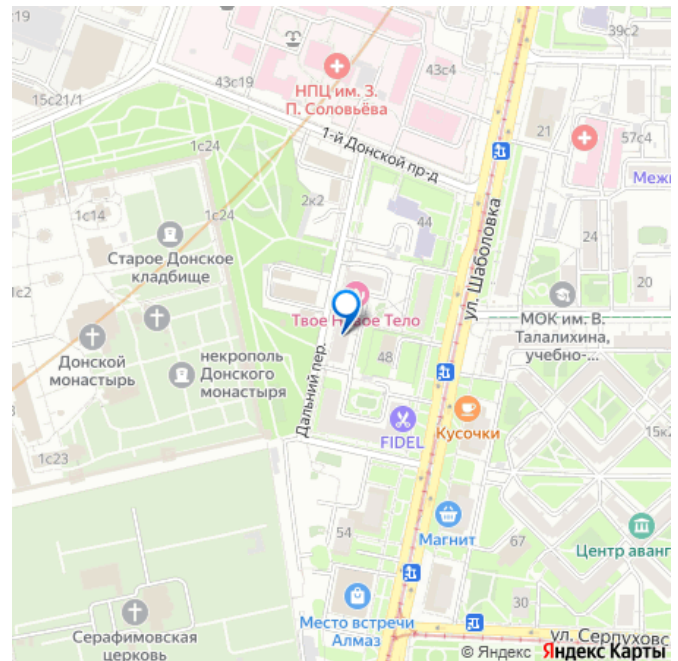 с19
39с2
43с4
43с19
НПЦ им. З.
П. Соловьёва
15с21/1
1-й Донской пр-д
21
57с4
Межи
1с24
2к2
44
1с14
1с24
24
Старое Донское
кладбище
ул. Шаболовка
20
1с2
Твое Новое Тело
МОК им. В.
Талалихина,
учебно-...
Донской
монастырь
некрополь
Донского
монастыря
Дальний пер.
48
FIDEL
Кусочки
15к2
1с23
Магнит
54
67
Центр аванг
30
Место встречи
Алмаз
Серафимовская
церковь
ул. Серпуховс
© Яндекс Яндекс Карты